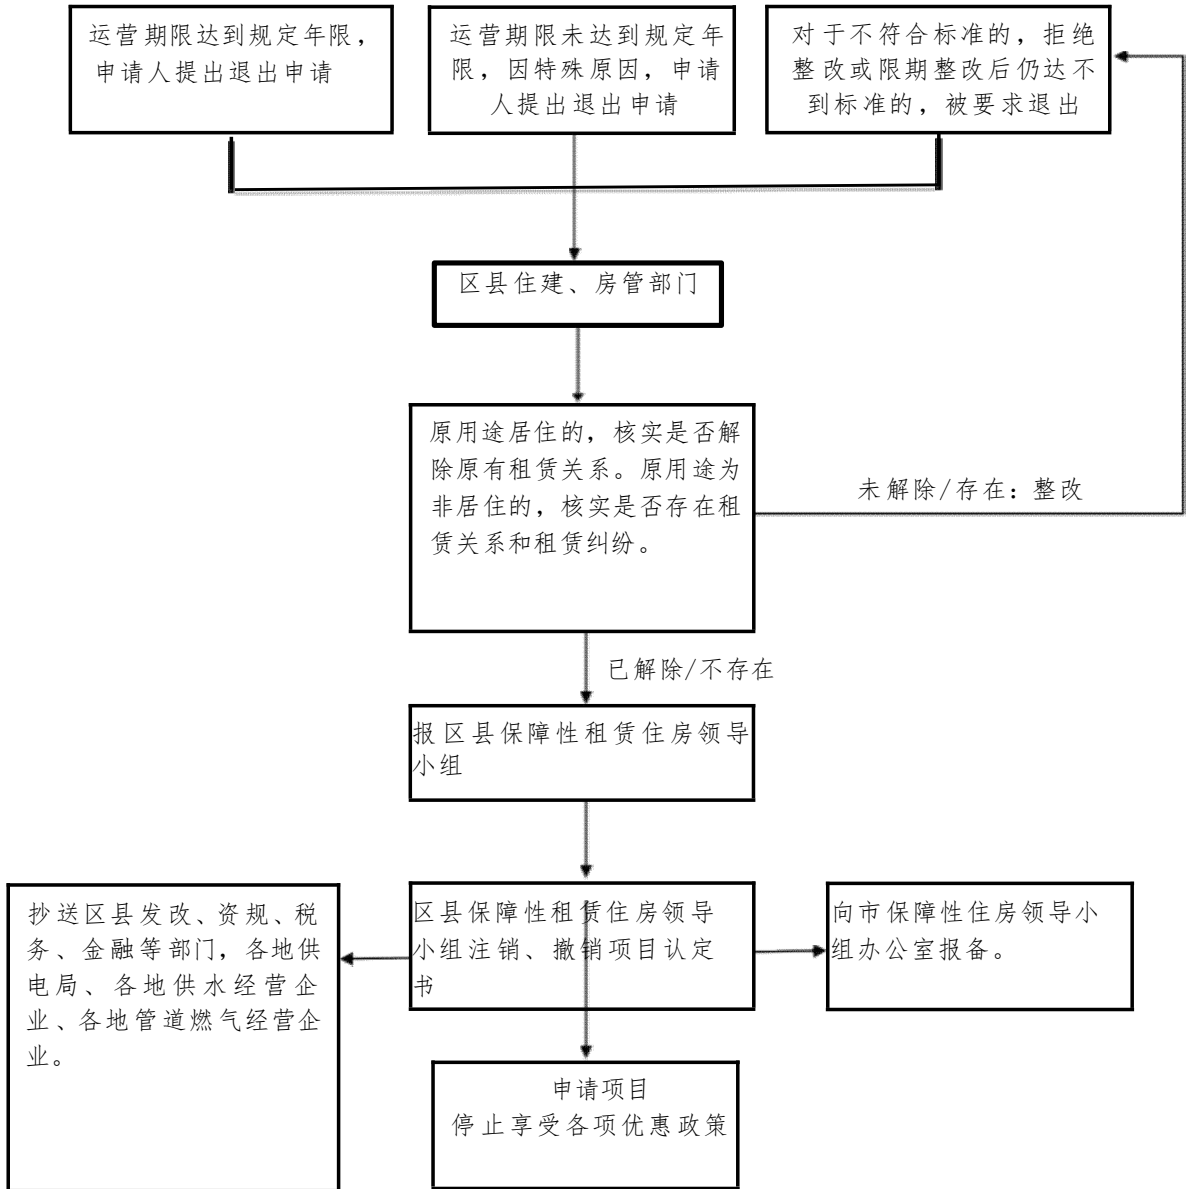 运营期限达到规定年限，
申请人提出退出申请
运营期限未达到规定年
限，因特殊原因，申请
人提出退出申请
对于不符合标准的，拒绝
整改或限期整改后仍达不
到标准的，被要求退出
区县住建、房管部门
原用途居住的，核实是否解
除原有租赁关系。原用途为
非居住的，核实是否存在租
赁关系和租赁纠纷。
未解除/存在：整改
已解除/不存在
报区县保障性租赁住房领导
小组
抄送区县发改、资规、税
务、金融等部门，各地供
电局、各地供水经营企
业、各地管道燃气经营企
业。
区县保障性租赁住房领导
小组注销、撤销项目认定
书
向市保障性住房领导小
组办公室报备。
申请项目
停止享受各项优惠政策